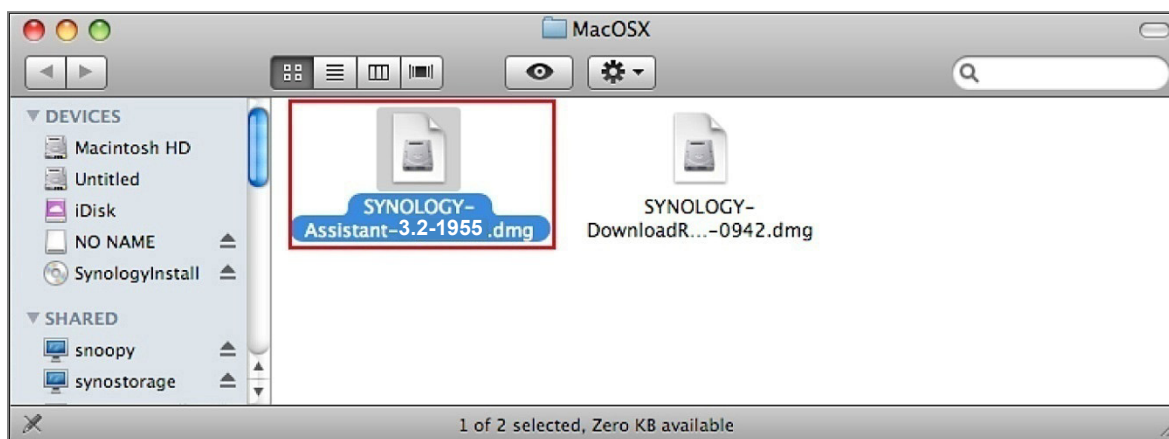 MacOSX
DEVICES
Macintosh HD
Untitled
iDisk
NO NAME
SynologyInstall
SHARED
snoopy
synostorage
SYNOLOGY-
Assistant-3.2-1955 .dmg
SYNOLOGY-
DownloadR...-0942.dmg
1 of 2 selected, Zero KB available